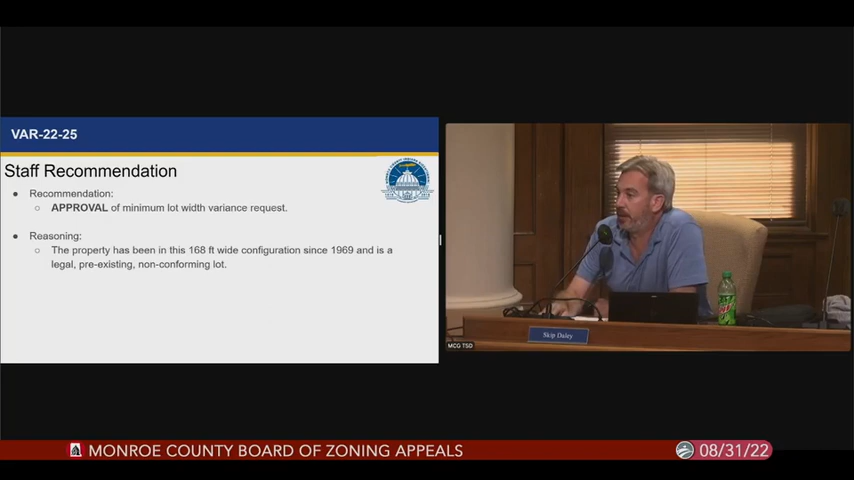 VAR-22-25
Staff Recommendation
● Recommendation:
○ APPROVAL of minimum lot width variance request.
● Reasoning:
○ The property has been in this 168 ft wide configuration since 1969 and is a
legal, pre-existing, non-conforming lot.
Skip Daley
MCG TSD
MONROE COUNTY BOARD OF ZONING APPEALS
08/31/22